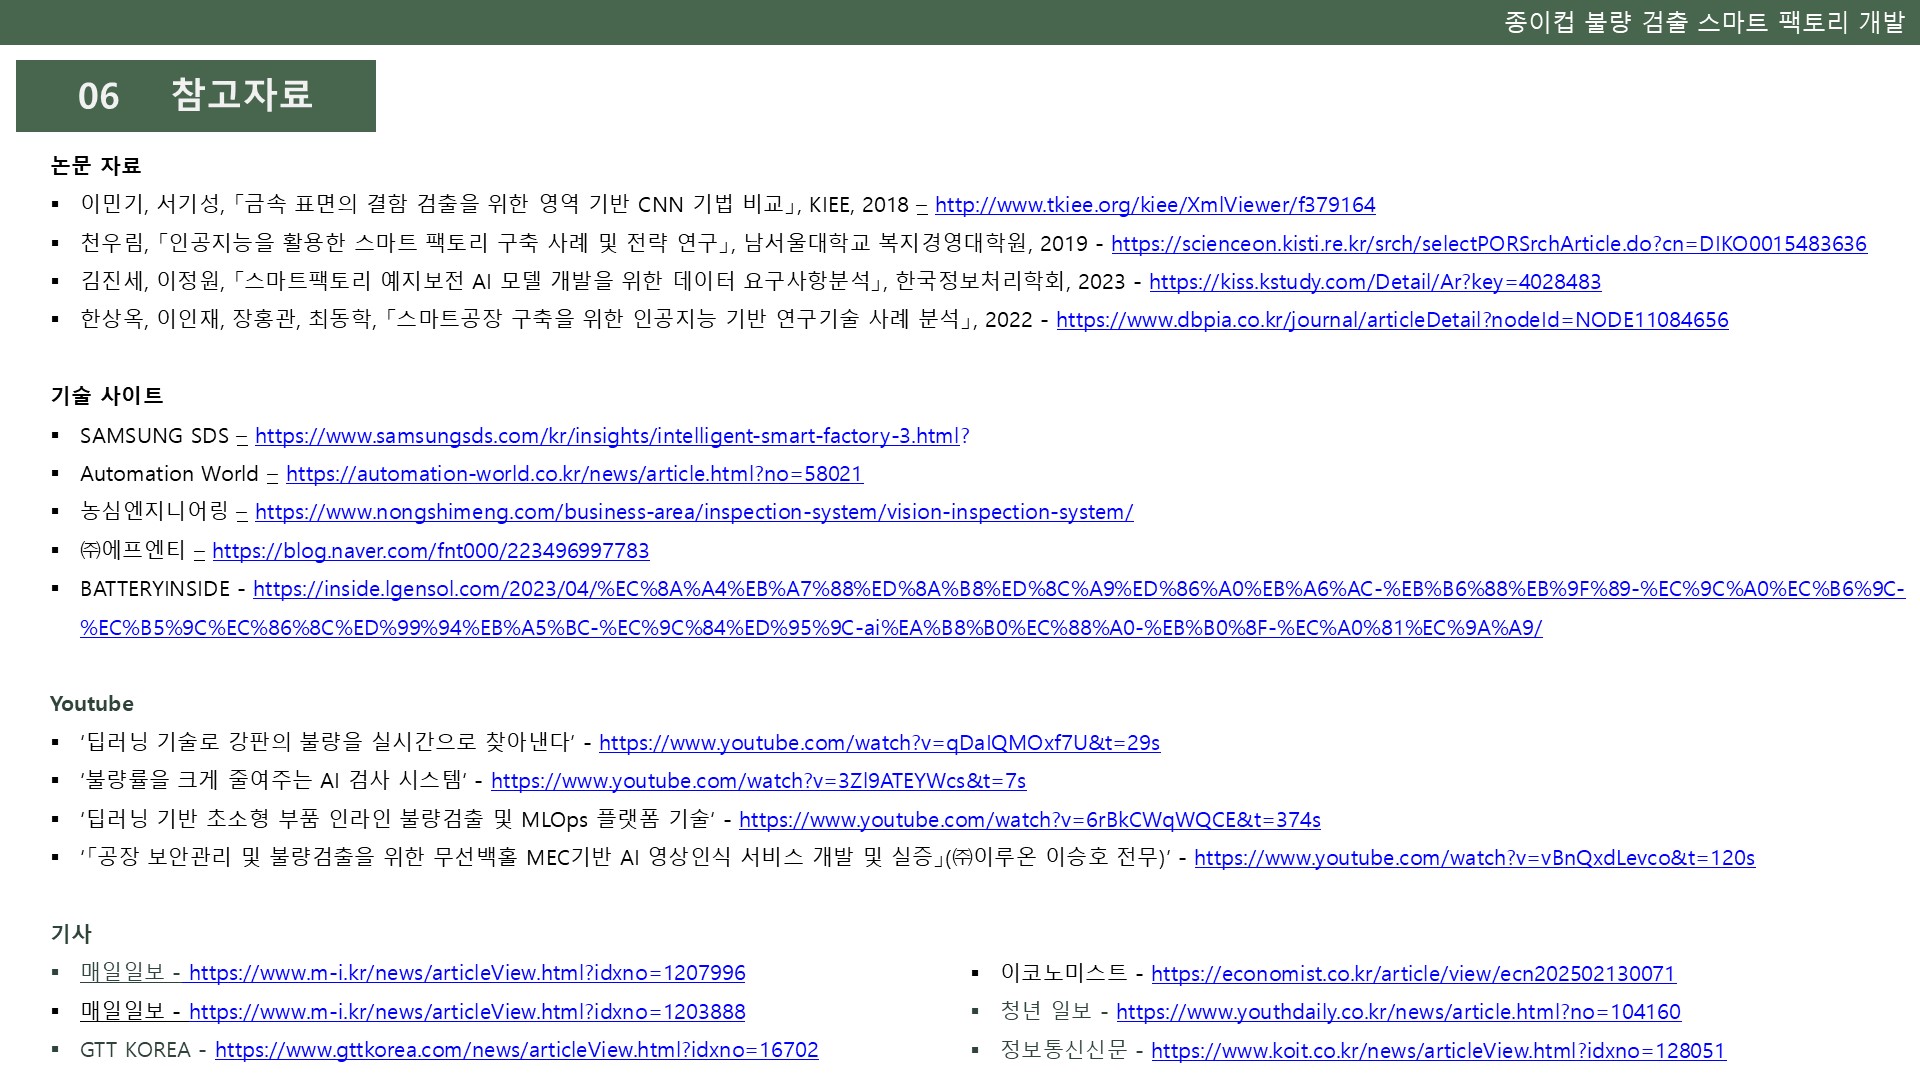 종이컵 불량 검출 스마트 팩토리 개발
06 참고자료
논문 자료
▪ 이민기, 서기성, ｢금속 표면의 결함 검출을 위한 영역 기반 CNN 기법 비교｣, KIEE, 2018 – http://www.tkiee.org/kiee/XmlViewer/f379164
▪ 천우림, ｢인공지능을 활용한 스마트 팩토리 구축 사례 및 전략 연구｣, 남서울대학교 복지경영대학원, 2019 - https://scienceon.kisti.re.kr/srch/selectPORSrchArticle.do?cn=DIKO0015483636
▪ 김진세, 이정원, ｢스마트팩토리 예지보전 AI 모델 개발을 위한 데이터 요구사항분석｣, 한국정보처리학회, 2023 - https://kiss.kstudy.com/Detail/Ar?key=4028483
▪ 한상옥, 이인재, 장홍관, 최동학, ｢스마트공장 구축을 위한 인공지능 기반 연구기술 사례 분석｣, 2022 - https://www.dbpia.co.kr/journal/articleDetail?nodeId=NODE11084656
기술 사이트
▪ SAMSUNG SDS – https://www.samsungsds.com/kr/insights/intelligent-smart-factory-3.html?
▪ Automation World – https://automation-world.co.kr/news/article.html?no=58021
▪ 농심엔지니어링 – https://www.nongshimeng.com/business-area/inspection-system/vision-inspection-system/
▪ ㈜에프엔티 – https://blog.naver.com/fnt000/223496997783
▪ BATTERYINSIDE - https://inside.lgensol.com/2023/04/%EC%8A%A4%EB%A7%88%ED%8A%B8%ED%8C%A9%ED%86%A0%EB%A6%AC-%EB%B6%88%EB%9F%89-%EC%9C%A0%EC%B6%9C-
%EC%B5%9C%EC%86%8C%ED%99%94%EB%A5%BC-%EC%9C%84%ED%95%9C-ai%EA%B8%B0%EC%88%A0-%EB%B0%8F-%EC%A0%81%EC%9A%A9/
Youtube
▪ ‘딥러닝 기술로 강판의 불량을 실시간으로 찾아낸다’ - https://www.youtube.com/watch?v=qDaIQMOxf7U&t=29s
▪ ‘불량률을 크게 줄여주는 AI 검사 시스템’ - https://www.youtube.com/watch?v=3Zl9ATEYWcs&t=7s
▪ ‘딥러닝 기반 초소형 부품 인라인 불량검출 및 MLOps 플랫폼 기술’ - https://www.youtube.com/watch?v=6rBkCWqWQCE&t=374s
▪ ‘｢공장 보안관리 및 불량검출을 위한 무선백홀 MEC기반 AI 영상인식 서비스 개발 및 실증｣(㈜이루온 이승호 전무)’ - https://www.youtube.com/watch?v=vBnQxdLevco&t=120s
기사
▪ 매일일보 - https://www.m-i.kr/news/articleView.html?idxno=1207996
▪ 매일일보 - https://www.m-i.kr/news/articleView.html?idxno=1203888
▪ GTT KOREA - https://www.gttkorea.com/news/articleView.html?idxno=16702
▪ 이코노미스트 - https://economist.co.kr/article/view/ecn202502130071
▪ 청년 일보 - https://www.youthdaily.co.kr/news/article.html?no=104160
▪ 정보통신신문 - https://www.koit.co.kr/news/articleView.html?idxno=128051